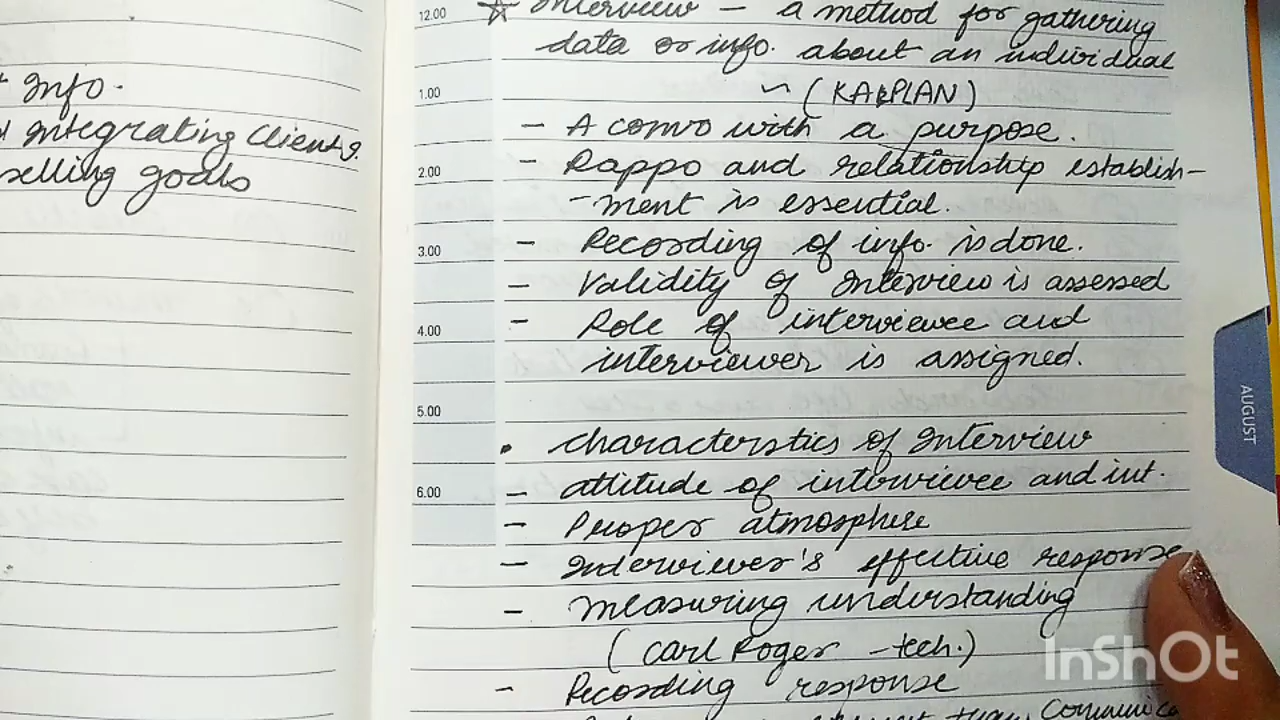 Info.
Integrating Clients.
selling goals
12.00
☆ Interview - a method for gathering
data or info. about an individual
1.00
~ (KAPLAN)
- A convo with a purpose.
2.00
- Rappo and relationship establish-
-ment is essential.
3.00
- Recording of info. is done.
- Validity of Interview is assessed
4.00
- Role of interviewee and
interviewer is assigned.
5.00
• Characterstics of Interview
6.00
- attitude of interviewee and int.
- Proper atmosphere
- Interviewer's effective response
- measuring understanding
(Carl Roger - tech.)
- Recording response
than Communica
AUGUST
InShOt